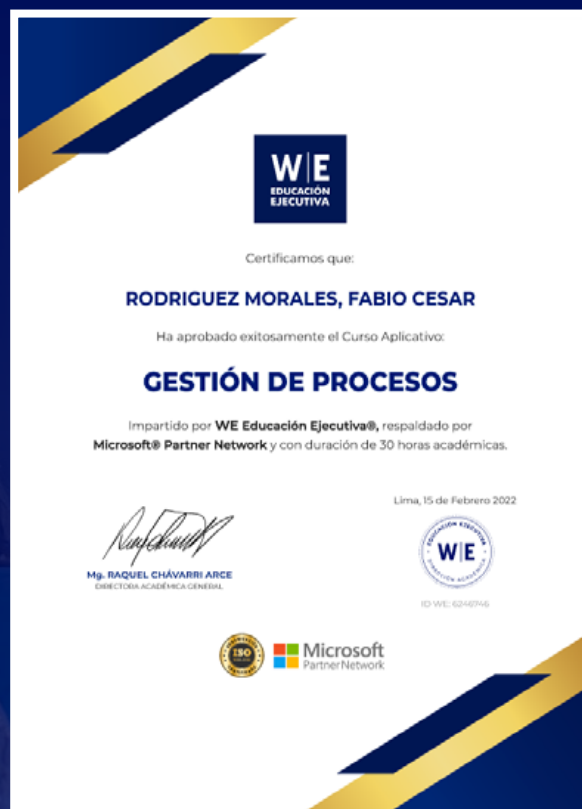 W|E
EDUCACIÓN
EJECUTIVA
Certificamos que:
RODRIGUEZ MORALES, FABIO CESAR
Ha aprobado exitosamente el Curso Aplicativo:
GESTIÓN DE PROCESOS
Impartido por WE Educación Ejecutiva®, respaldado por
Microsoft® Partner Network y con duración de 30 horas académicas.
Lima, 15 de Febrero 2022
Mg. RAQUEL CHÁVARRI ARCE
DIRECTORA ACADÉMICA GENERAL
EDUCACIÓN EJECUTIVA
W|E
DIRECCIÓN ACADÉMICA
ID WE: 6246746
ISO
Microsoft
Partner Network